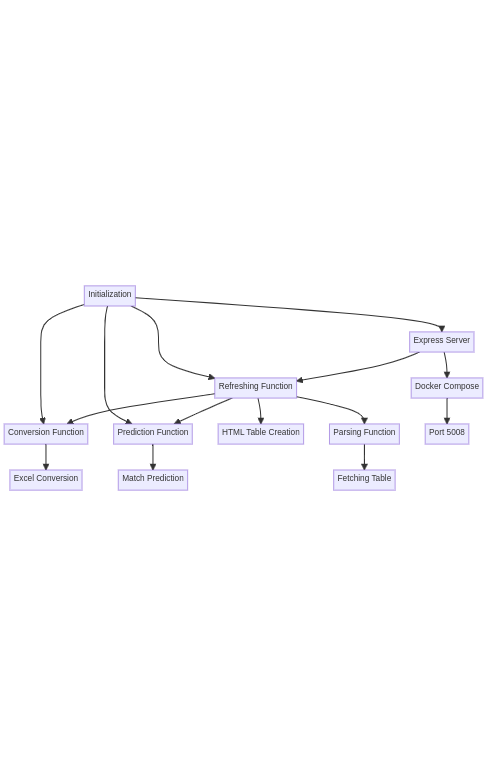 Initialization
Express Server
Refreshing Function
Docker Compose
Conversion Function
Prediction Function
HTML Table Creation
Parsing Function
Port 5008
Excel Conversion
Match Prediction
Fetching Table